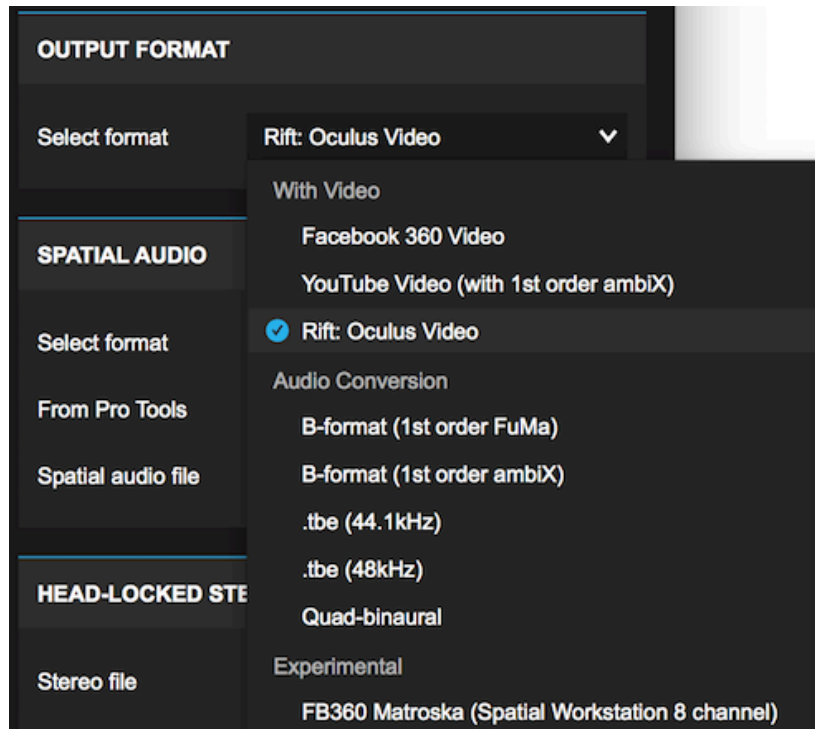 OUTPUT FORMAT
Select format
Rift: Oculus Video
With Video
Facebook 360 Video
YouTube Video (with 1st order ambiX)
Rift: Oculus Video
Audio Conversion
B-format (1st order FuMa)
B-format (1st order ambiX)
.tbe (44.1kHz)
.tbe (48kHz)
Quad-binaural
Experimental
FB360 Matroska (Spatial Workstation 8 channel)
SPATIAL AUDIO
Select format
From Pro Tools
Spatial audio file
HEAD-LOCKED STE
Stereo file